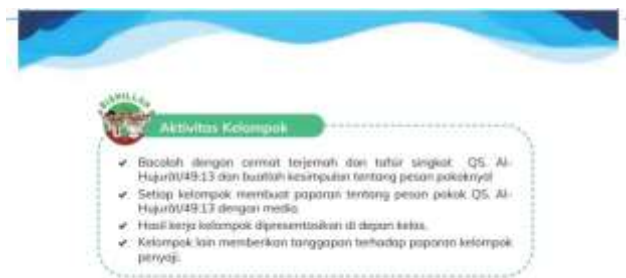 BISMILLAH
Aktivitas Kelompok
✔ Bacalah dengan cermat terjemah dan tafsir singkat QS. Al-
Hujurāt/49:13 dan buatlah kesimpulan tentang pesan pokoknya!
✔ Setiap kelompok membuat paparan tentang pesan pokok QS. Al-
Hujurāt/49:13 dengan media.
✔ Hasil kerja kelompok dipresentasikan di depan kelas.
✔ Kelompok lain memberikan tanggapan terhadap paparan kelompok
penyaji.